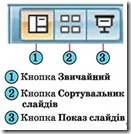 1 2 3
1 Кнопка Звичайний
2 Кнопка Сортувальник
слайдів
3 Кнопка Показ слайдів